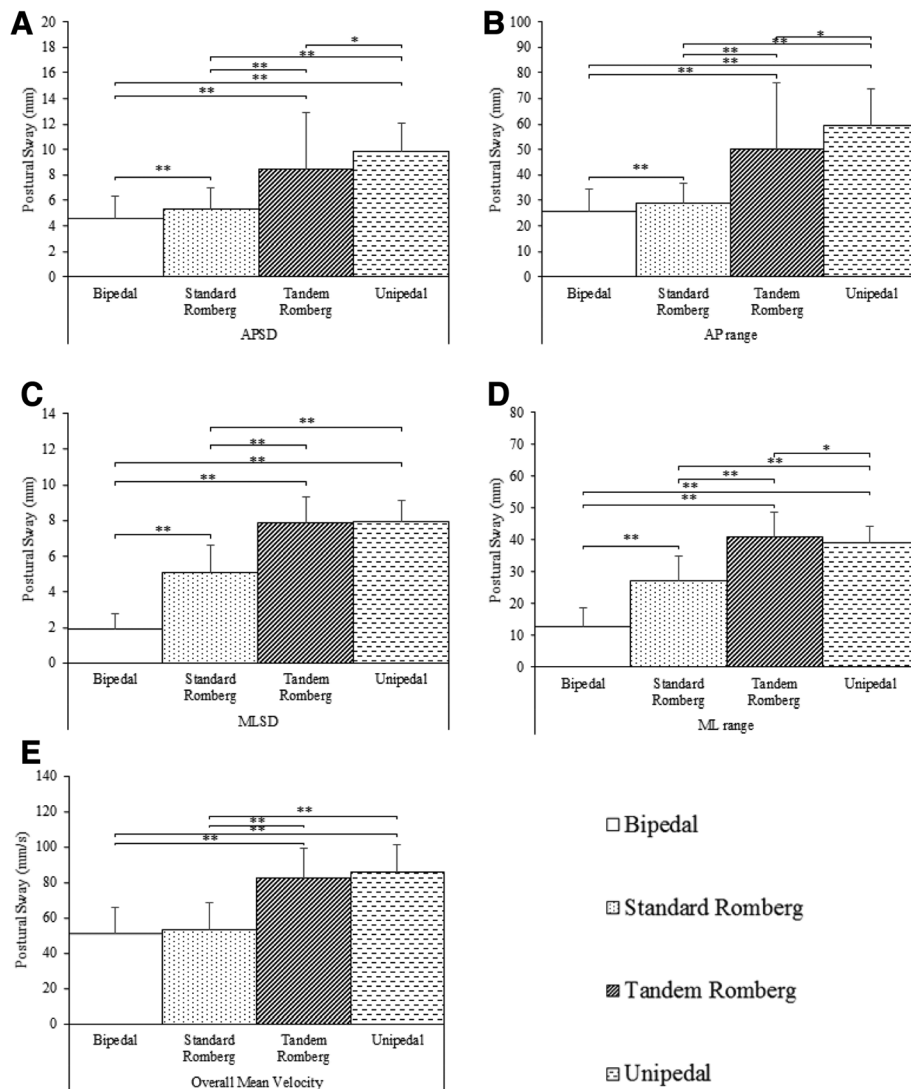 A
Postural Sway (mm)
20
18
16
14
12
10
8
6
4
2
0
*
**
**
**
**
**
Bipedal
Standard
Romberg
Tandem
Romberg
Unipedal
APSD
B
Postural Sway (mm)
100
90
80
70
60
50
40
30
20
10
0
*
**
**
**
**
**
Bipedal
Standard
Romberg
Tandem
Romberg
Unipedal
AP range
C
Postural Sway (mm)
14
12
10
8
6
4
2
0
**
**
**
**
**
Bipedal
Standard
Romberg
Tandem
Romberg
Unipedal
MLSD
D
Postural Sway (mm)
80
70
60
50
40
30
20
10
0
*
**
**
**
**
**
Bipedal
Standard
Romberg
Tandem
Romberg
Unipedal
ML range
E
Postural Sway (mm/s)
140
120
100
80
60
40
20
0
**
**
**
**
Bipedal
Standard
Romberg
Tandem
Romberg
Unipedal
Overall Mean Velocity
Bipedal
Standard Romberg
Tandem Romberg
Unipedal